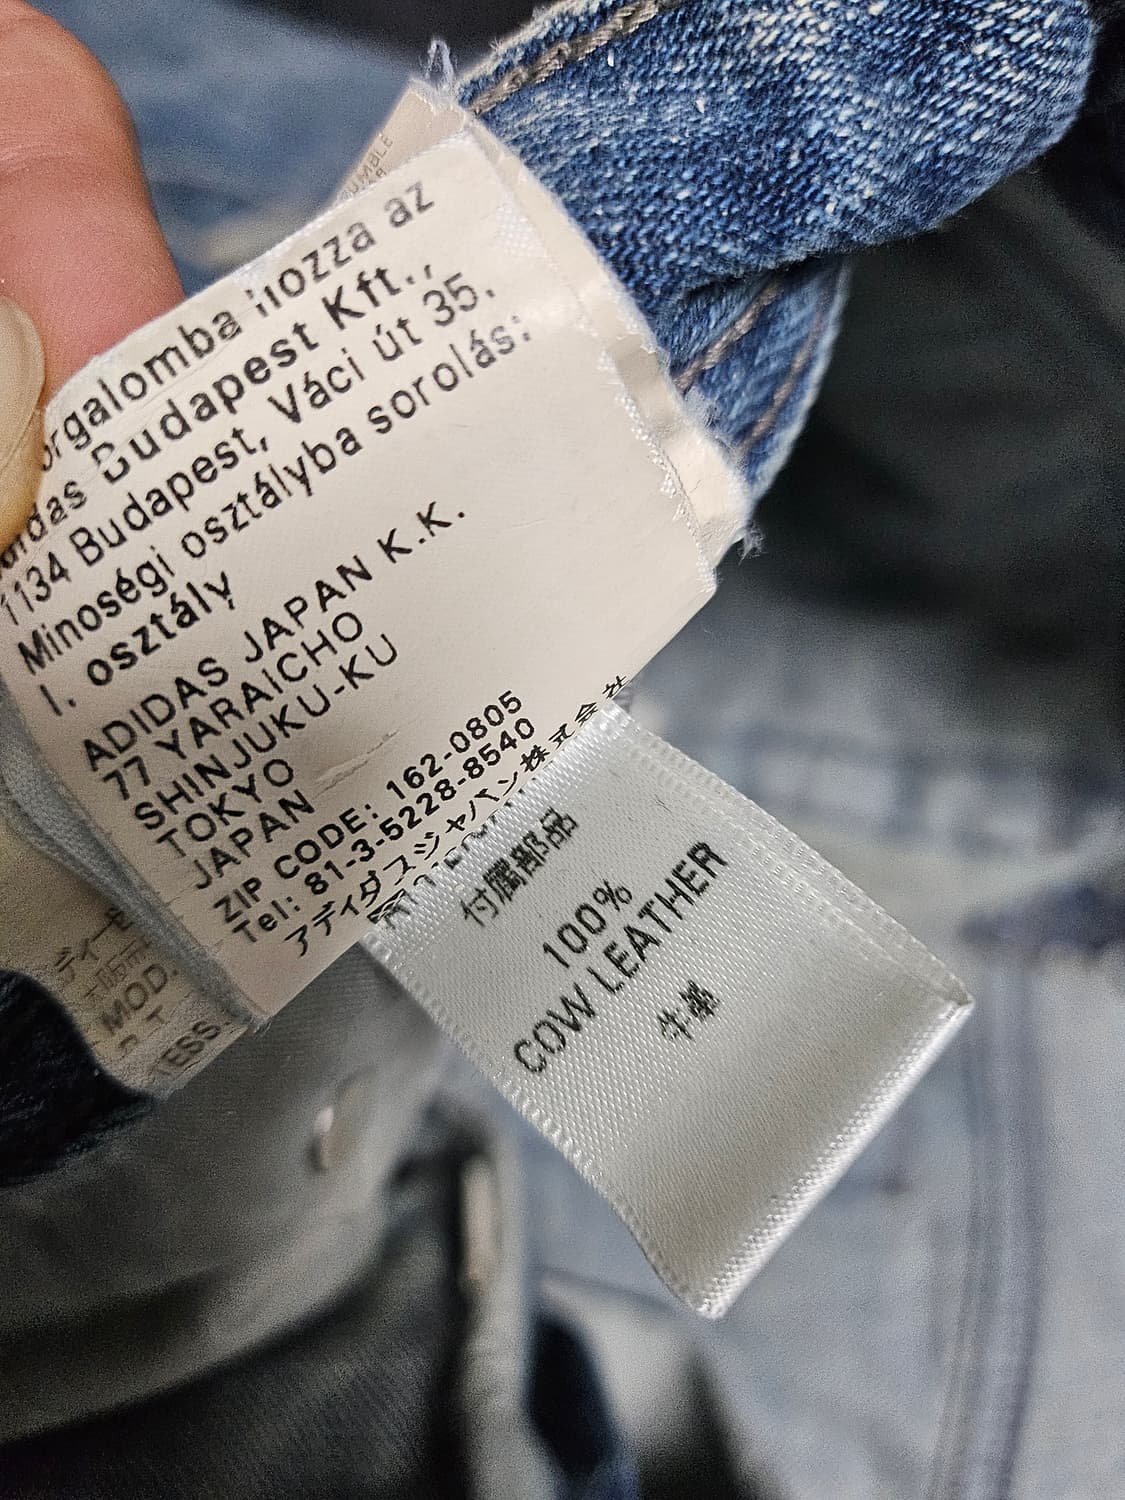 forgalomba hozza az
adidas Budapest Kft.,
1134 Budapest, Váci út 35.
Minoségi osztályba sorolás:
I. osztály
ADIDAS JAPAN K.K.
77 YARAICHO
SHINJUKU-KU
TOKYO
JAPAN
ZIP CODE: 162-0805
Tel: 81-3-5228-8540
アディダスジャパン株式会社
付属部品
100%
COW LEATHER
牛革
MOD.